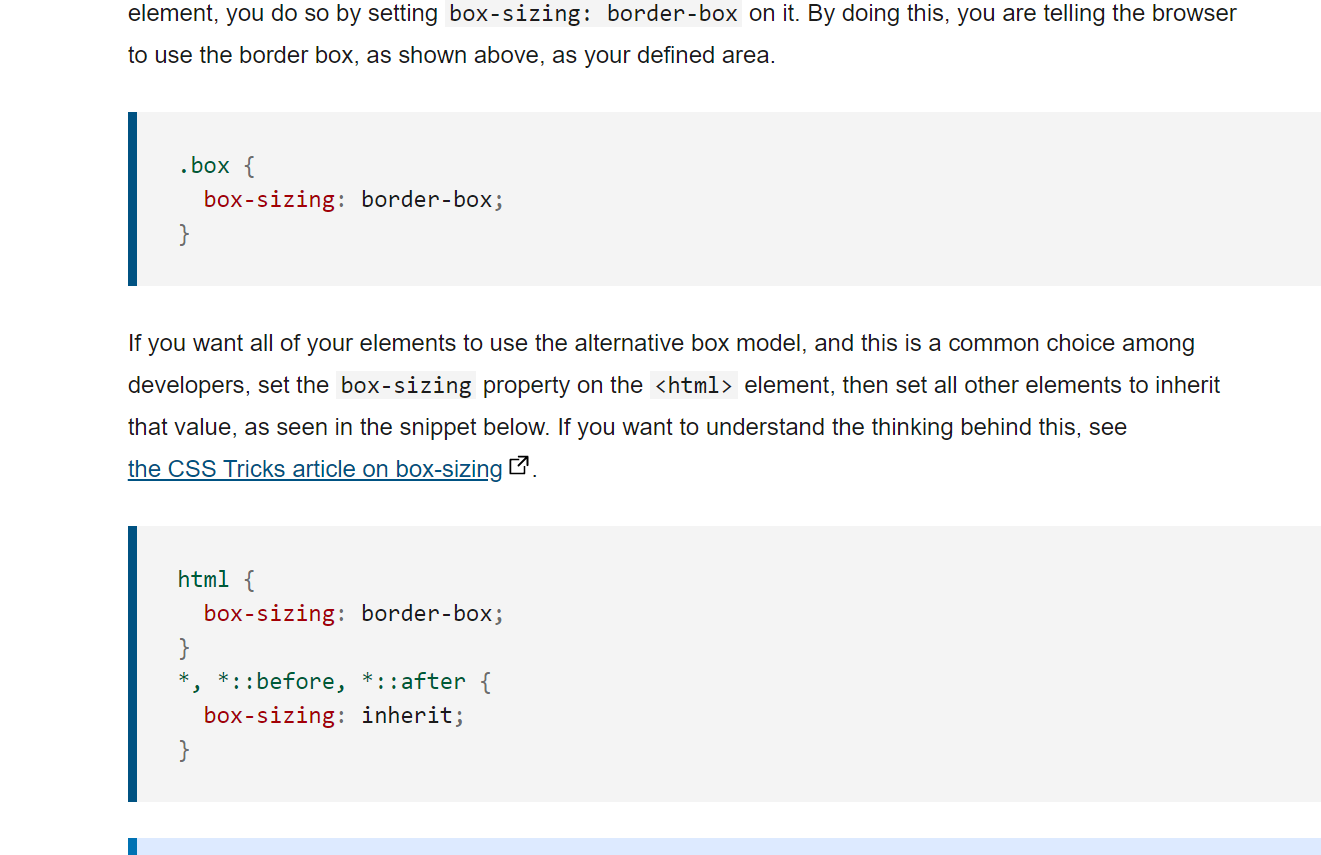 element, you do so by setting box-sizing: border-box on it. By doing this, you are telling the browser
to use the border box, as shown above, as your defined area.
.box {
  box-sizing: border-box;
}
If you want all of your elements to use the alternative box model, and this is a common choice among
developers, set the box-sizing property on the <html> element, then set all other elements to inherit
that value, as seen in the snippet below. If you want to understand the thinking behind this, see
the CSS Tricks article on box-sizing.
html {
  box-sizing: border-box;
}
*, *::before, *::after {
  box-sizing: inherit;
}